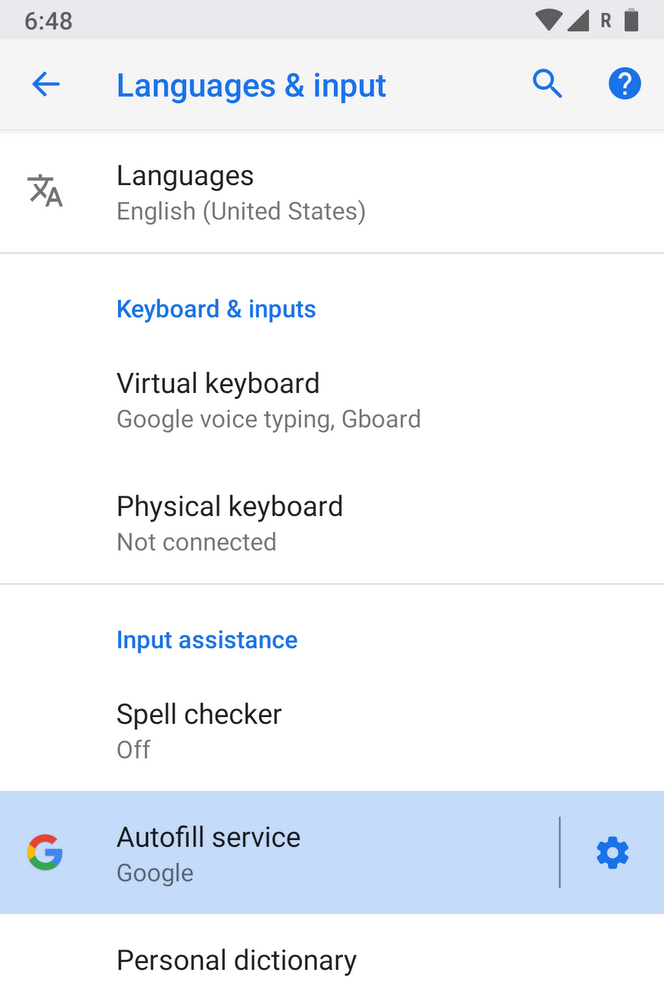 6:48
R
Languages & input
Languages
English (United States)
Keyboard & inputs
Virtual keyboard
Google voice typing, Gboard
Physical keyboard
Not connected
Input assistance
Spell checker
Off
Autofill service
Google
Personal dictionary